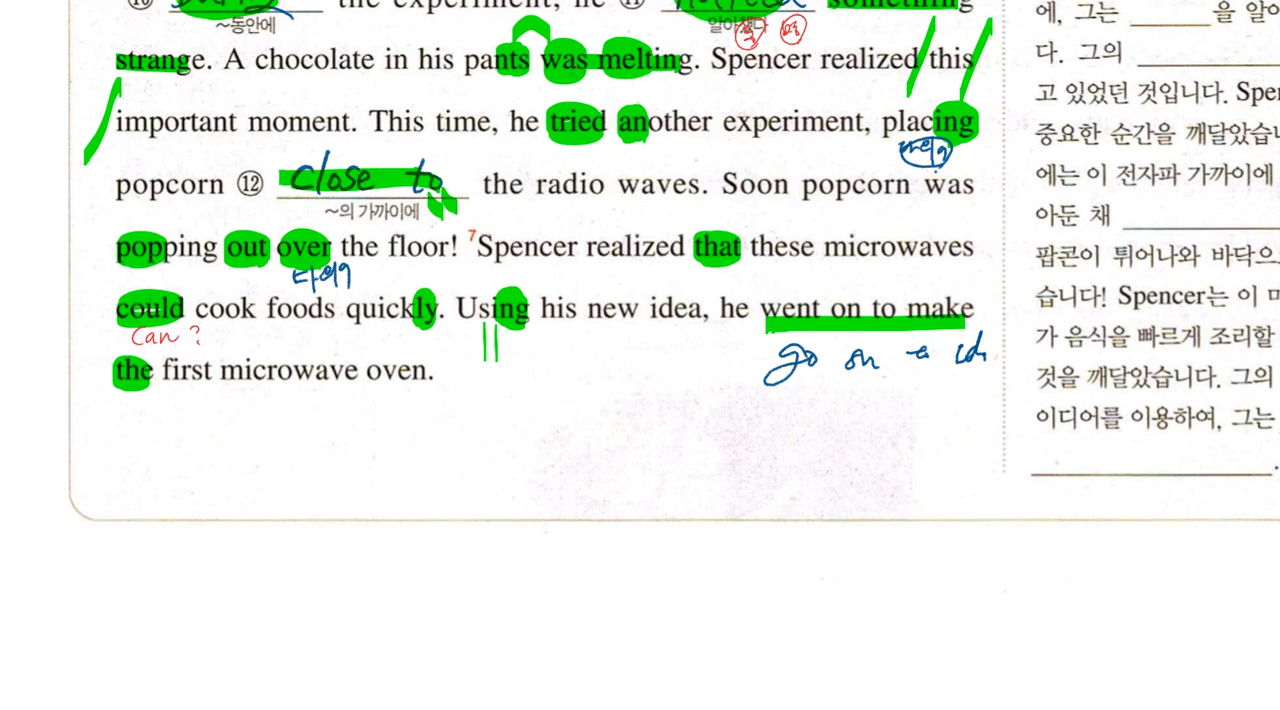 ⑩ the experiment, he ⑪ something
~동안에
strange. A chocolate in his pants was melting. Spencer realized this
important moment. This time, he tried another experiment, placing
popcorn ⑫ close to the radio waves. Soon popcorn was
~의 가까이에
popping out over the floor! ⁷Spencer realized that these microwaves
could cook foods quickly. Using his new idea, he went on to make
can?
go on
the first microwave oven.
에, 그는 ______ 을 알
다. 그의
고 있었던 것입니다. Spe
중요한 순간을 깨달았습
에는 이 전자파 가까이에
아둔 채
팝콘이 튀어나와 바닥으
습니다! Spencer는 이 마
가 음식을 빠르게 조리할
것을 깨달았습니다. 그의
이디어를 이용하여, 그는